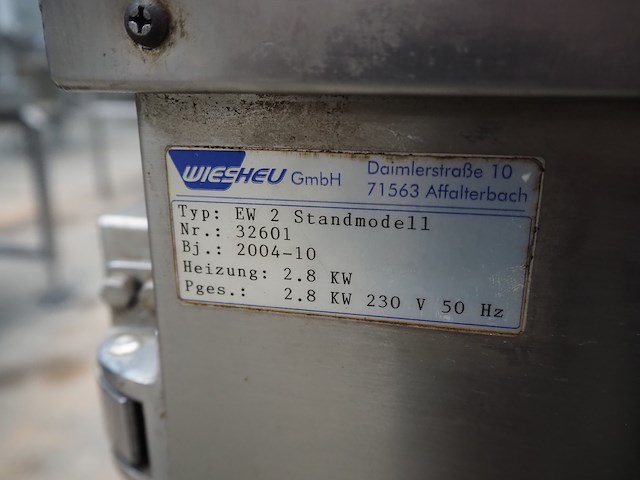 WIESHEU GmbH
Daimlerstraße 10
71563 Affalterbach
Typ: EW 2 Standmodell
Nr.: 32601
Bj.: 2004-10
Heizung: 2.8 KW
Pges.: 2.8 KW 230 V 50 Hz